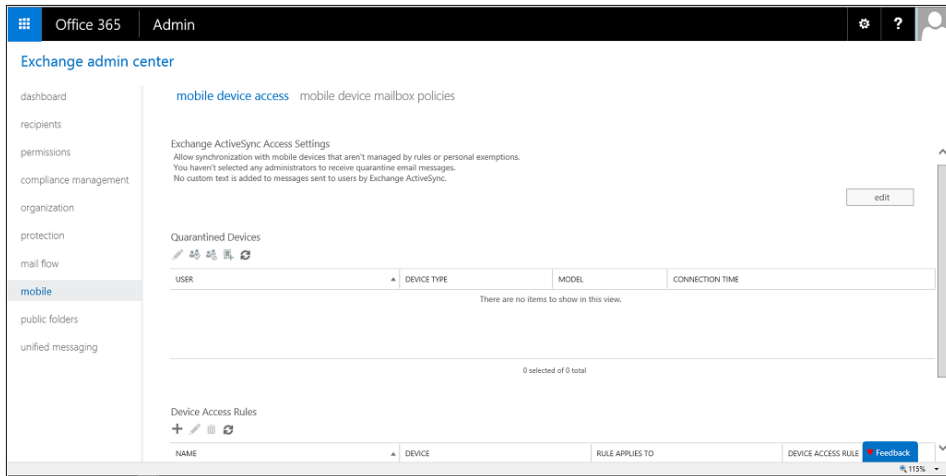 Office 365 Admin ?
Exchange admin center
dashboard
recipients
permissions
compliance management
organization
protection
mail flow
mobile
public folders
unified messaging
mobile device access mobile device mailbox policies
Exchange ActiveSync Access Settings
Allow synchronization with mobile devices that aren't managed by rules or personal exemptions.
You haven't selected any administrators to receive quarantine email messages.
No custom text is added to messages sent to users by Exchange ActiveSync.
edit
Quarantined Devices
USER DEVICE TYPE MODEL CONNECTION TIME
There are no items to show in this view.
0 selected of 0 total
Device Access Rules
NAME DEVICE RULE APPLIES TO DEVICE ACCESS RULE
Feedback
115%